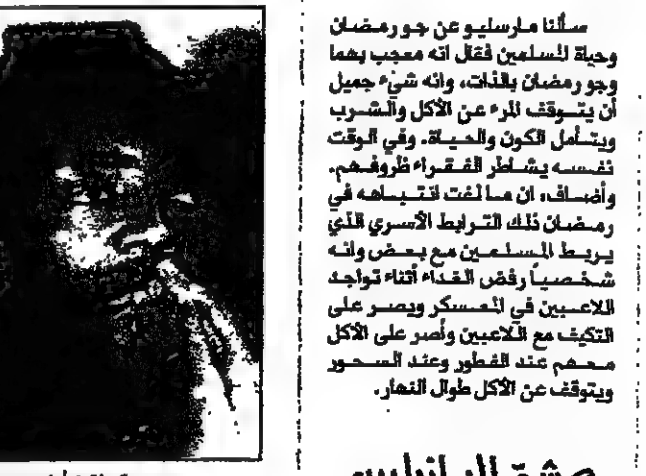 سألنا مارسليو عن جو رمضان
وحياة المسلمين فقال انه معجب بهما
وجو رمضان بالذات، وانه شيء جميل
أن يتوقف المرء عن الأكل والشرب
ويتأمل الكون والحياة. وفي الوقت
نفسه يشاطر الفقراء ظروفهم.
وأضاف، ان ما لفت انتباهه في
رمضان ذلك الترابط الأسري الذي
يربط المسلمين مع بعض وانه
شخصياً رفض الغداء أثناء تواجد
اللاعبين في المعسكر ويصر على
التكيف مع اللاعبين وأصر على الأكل
معهم عند الفطور وعند السحور
ويتوقف عن الأكل طوال النهار.